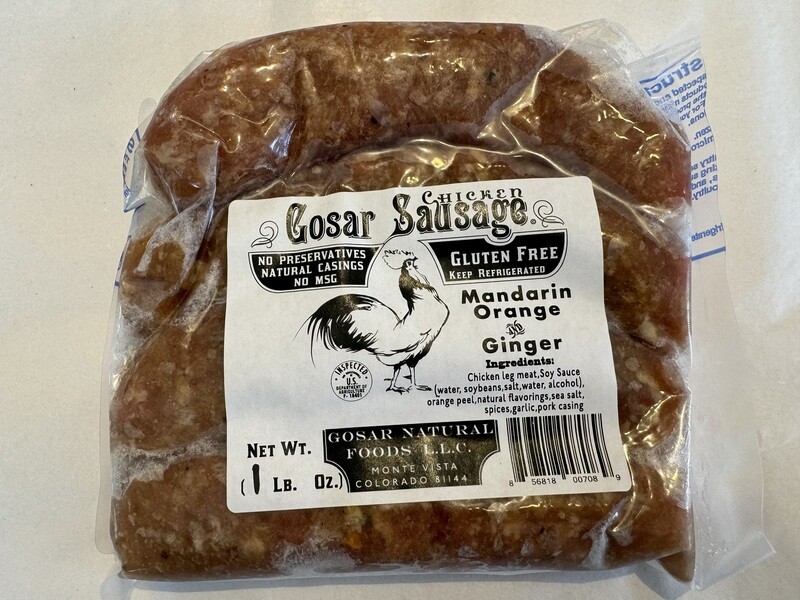 CHICKEN
Gosar Sausage®
NO PRESERVATIVES
NATURAL CASINGS
NO MSG
GLUTEN FREE
KEEP REFRIGERATED
Mandarin
Orange
Ginger
Ingredients:
Chicken leg meat,Soy Sauce
(water, soybeans,salt,water, alcohol),
orange peel,natural flavorings,sea salt,
spices,garlic,pork casing
INSPECTED
U.S.
DEPARTMENT OF
AGRICULTURE
P-18401
NET WT.
(1 LB. OZ.)
GOSAR NATURAL
FOODS L.L.C.
MONTE VISTA
COLORADO 81144
8 56818 00708 9